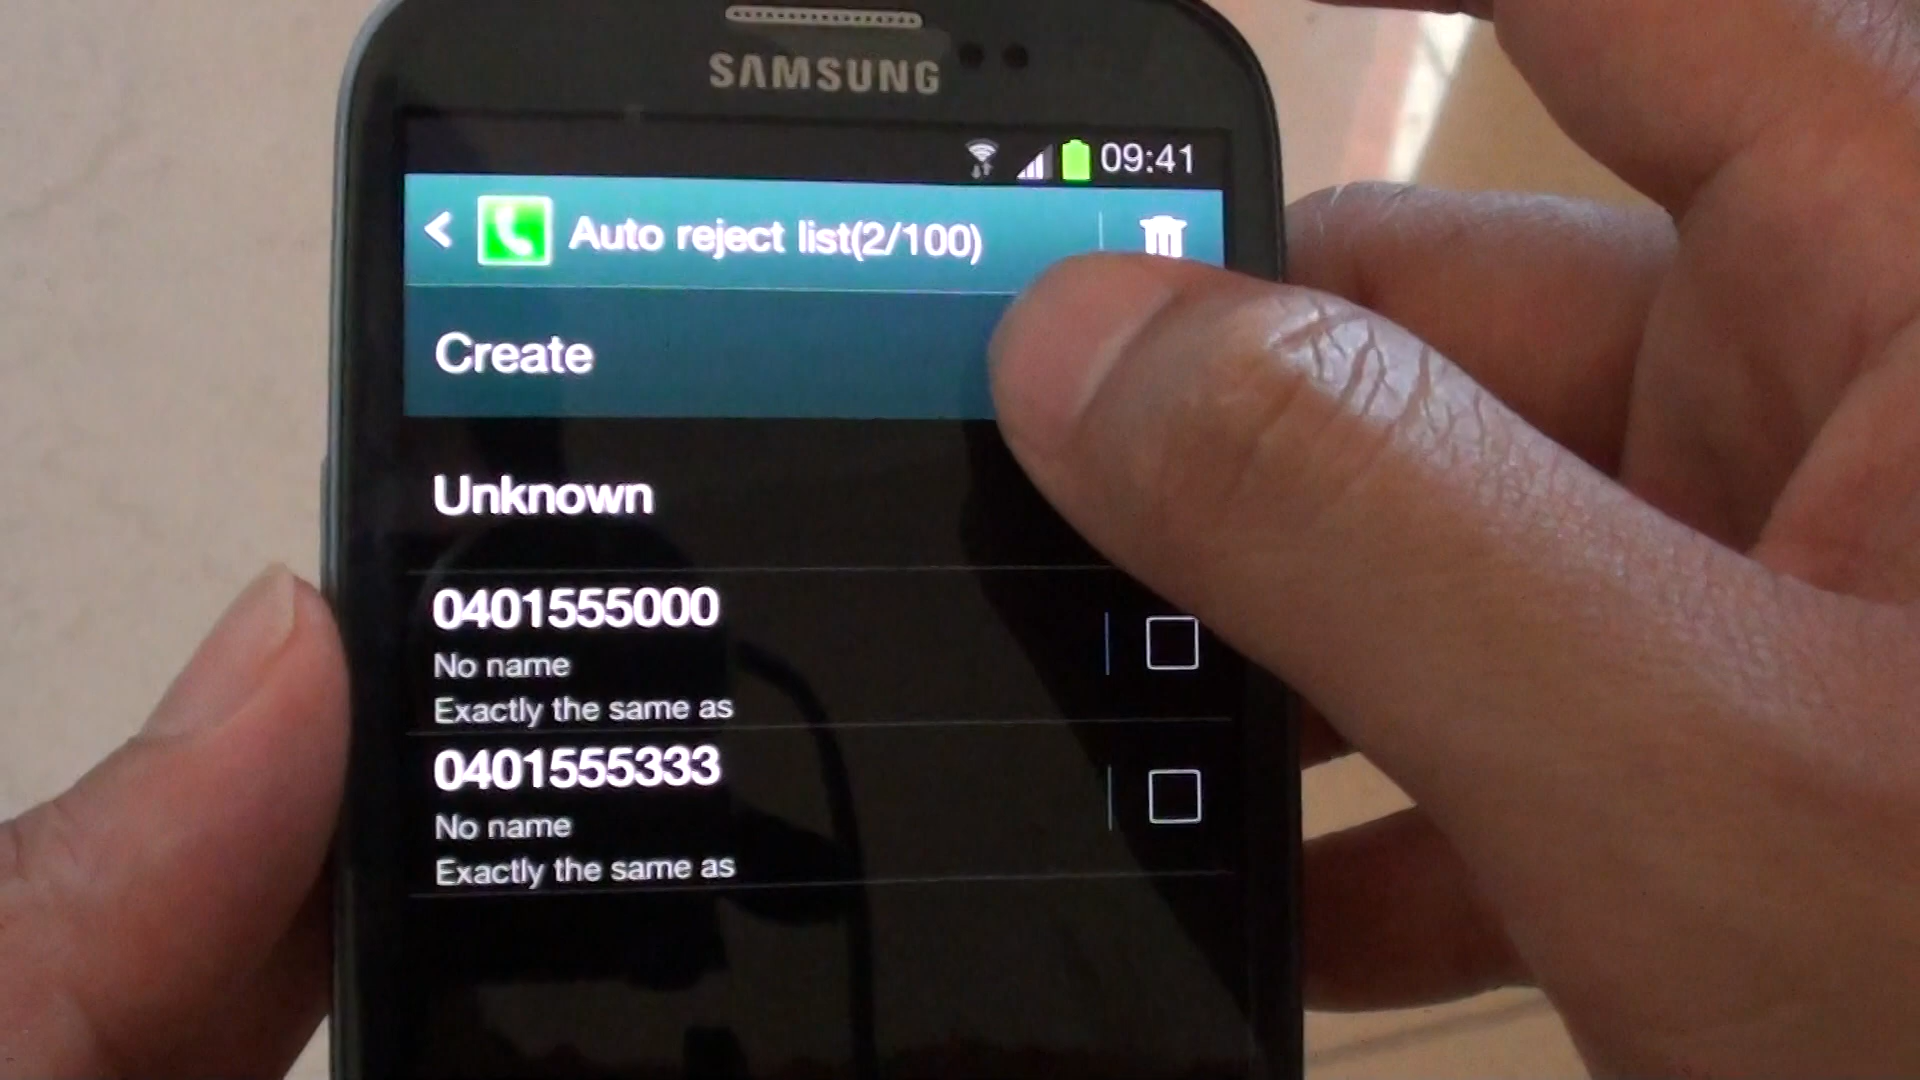 SAMSUNG
09:41
Auto reject list(2/100)
Create
Unknown
0401555000
No name
Exactly the same as
0401555333
No name
Exactly the same as